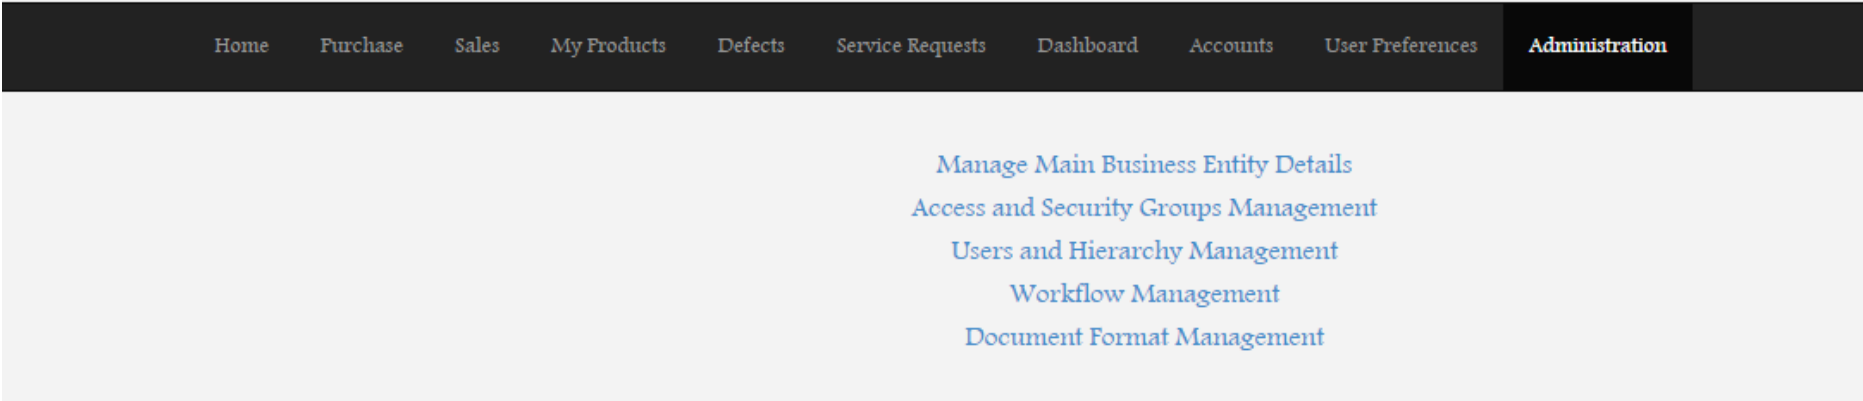 Home Purchase Sales My Products Defects Service Requests Dashboard Accounts User Preferences Administration
Manage Main Business Entity Details
Access and Security Groups Management
Users and Hierarchy Management
Workflow Management
Document Format Management